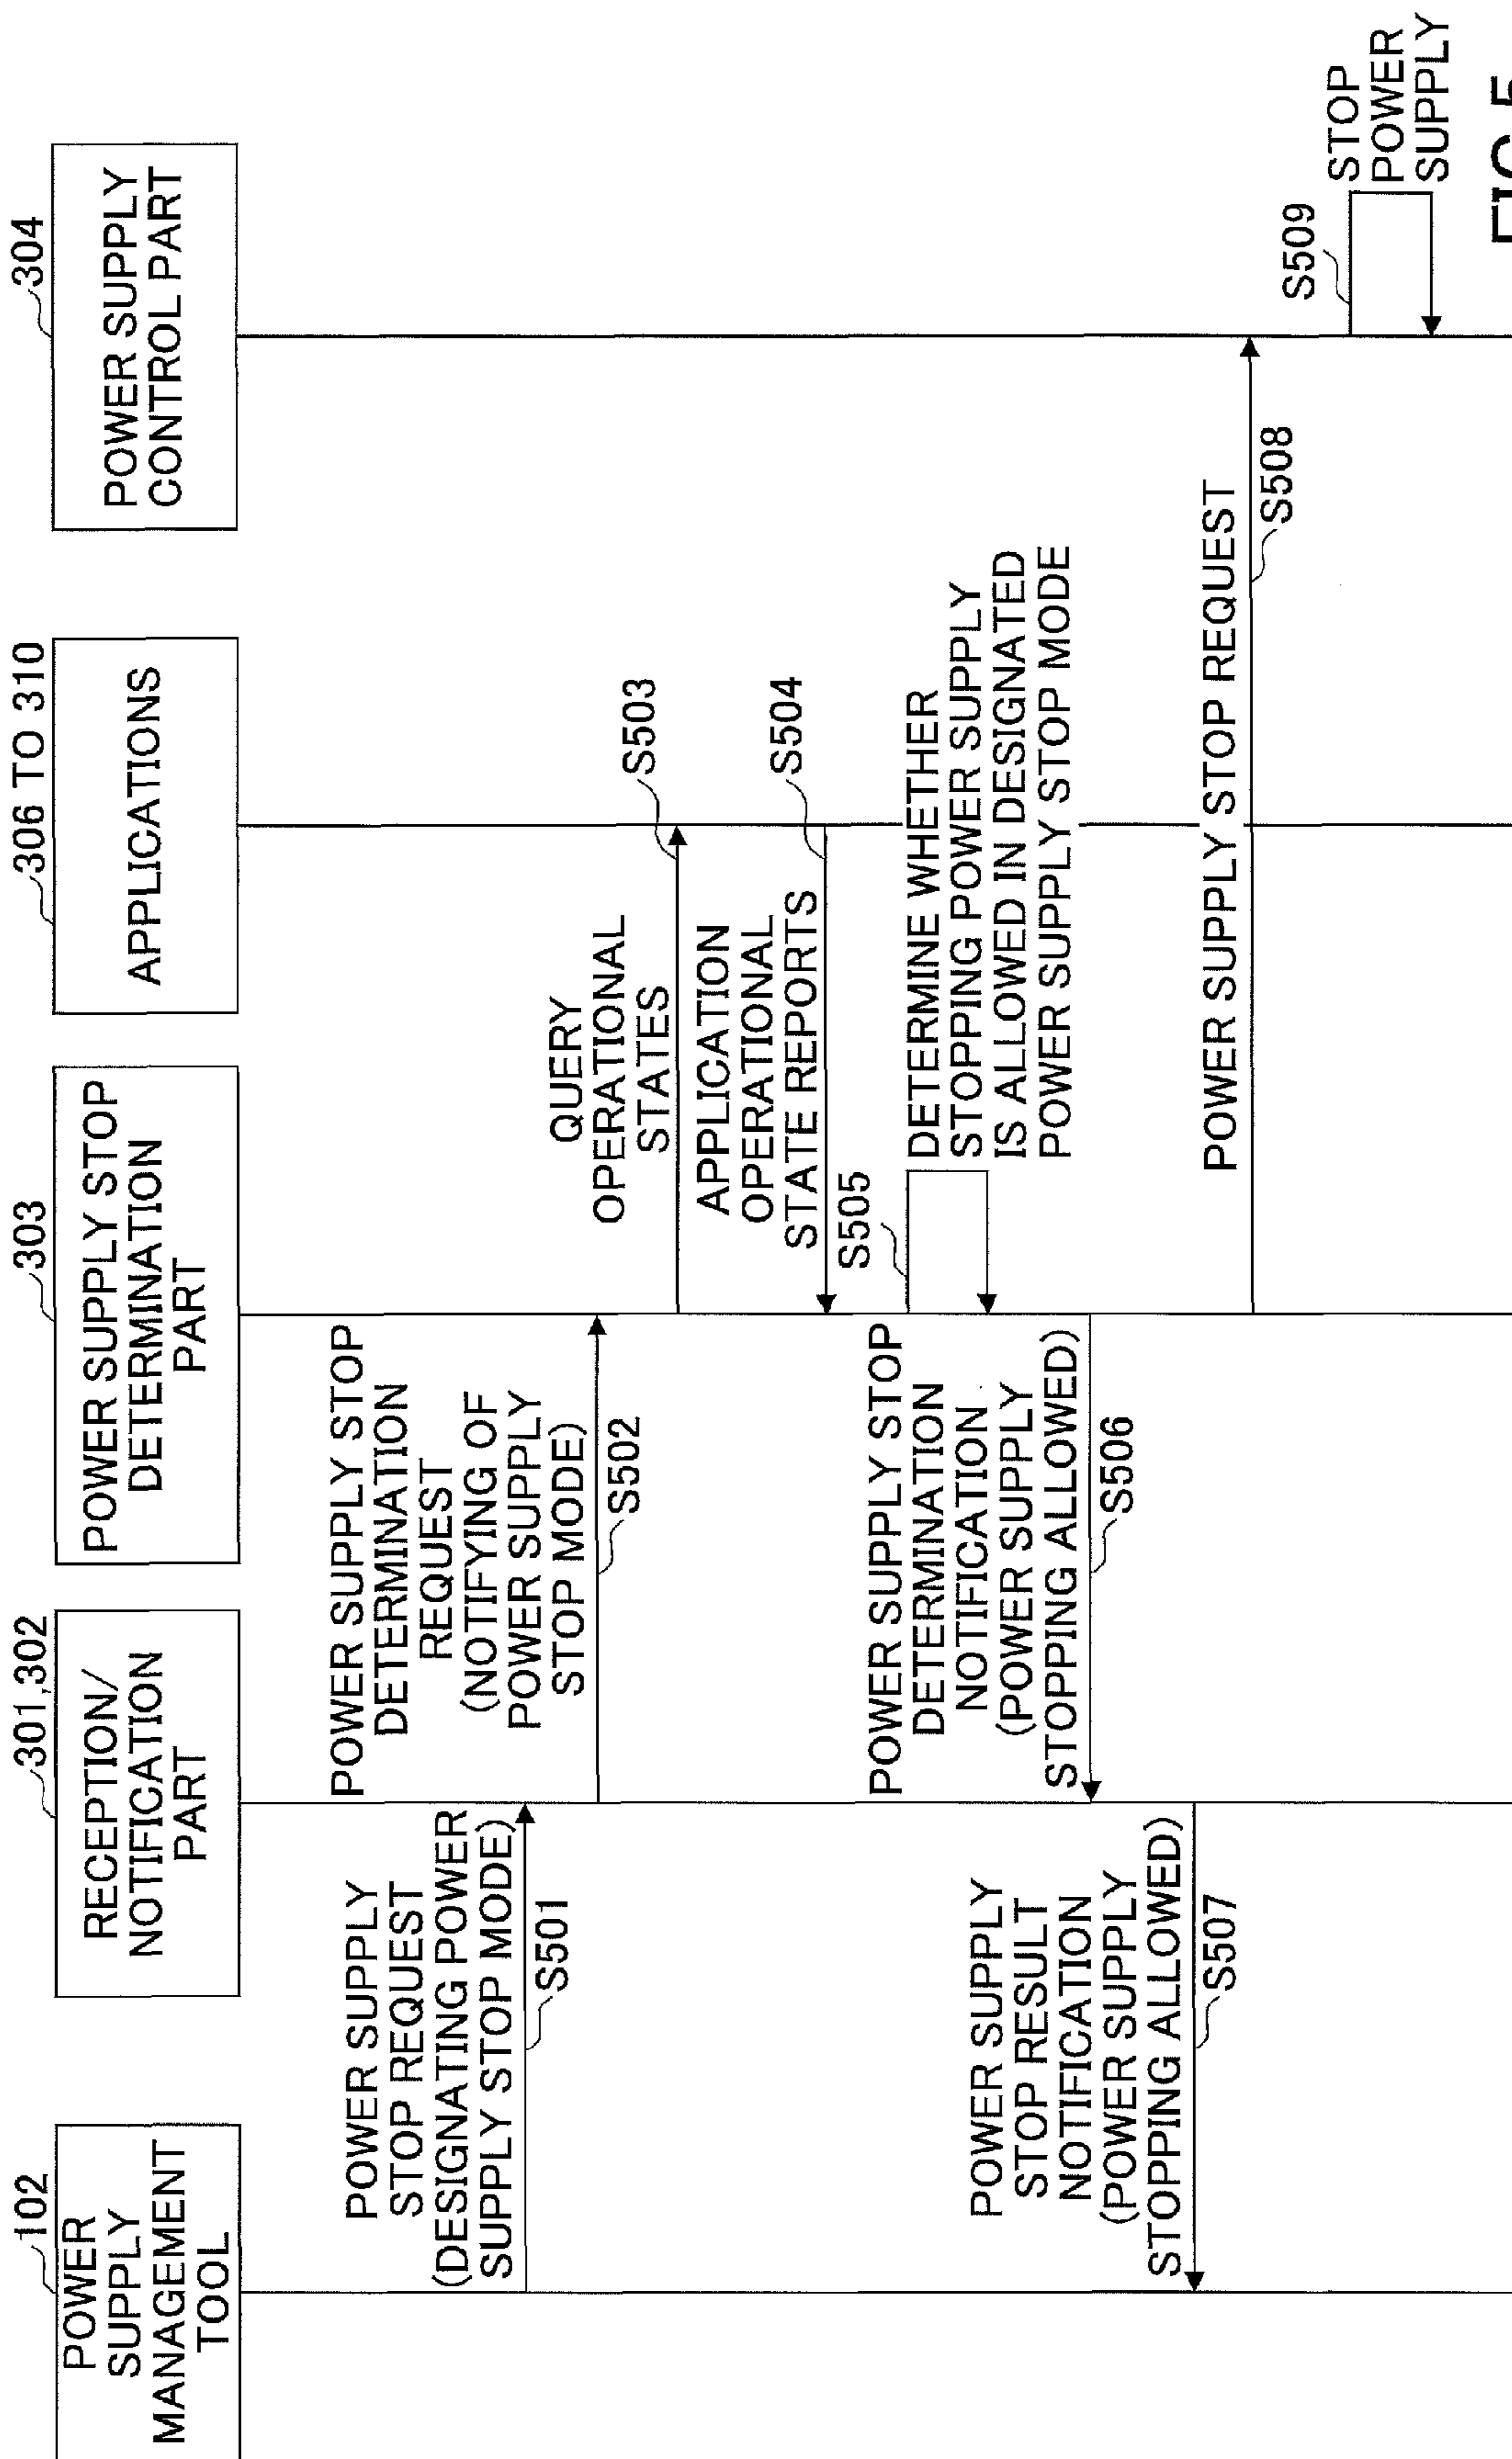 102
POWER
SUPPLY
MANAGEMENT
TOOL
301,302
RECEPTION/
NOTIFICATION
PART
303
POWER SUPPLY STOP
DETERMINATION
PART
306 TO 310
APPLICATIONS
304
POWER SUPPLY
CONTROL PART
POWER SUPPLY
STOP REQUEST
(DESIGNATING POWER
SUPPLY STOP MODE)
S501
POWER SUPPLY STOP
DETERMINATION
REQUEST
(NOTIFYING OF
POWER SUPPLY
STOP MODE)
S502
QUERY
OPERATIONAL
STATES
S503
APPLICATION
OPERATIONAL
STATE REPORTS
S504
S505
DETERMINE WHETHER
STOPPING POWER SUPPLY
IS ALLOWED IN DESIGNATED
POWER SUPPLY STOP MODE
POWER SUPPLY STOP
DETERMINATION
NOTIFICATION
(POWER SUPPLY
STOPPING ALLOWED)
S506
POWER SUPPLY
STOP RESULT
NOTIFICATION
(POWER SUPPLY
STOPPING ALLOWED)
S507
POWER SUPPLY STOP REQUEST
S508
S509
STOP
POWER
SUPPLY